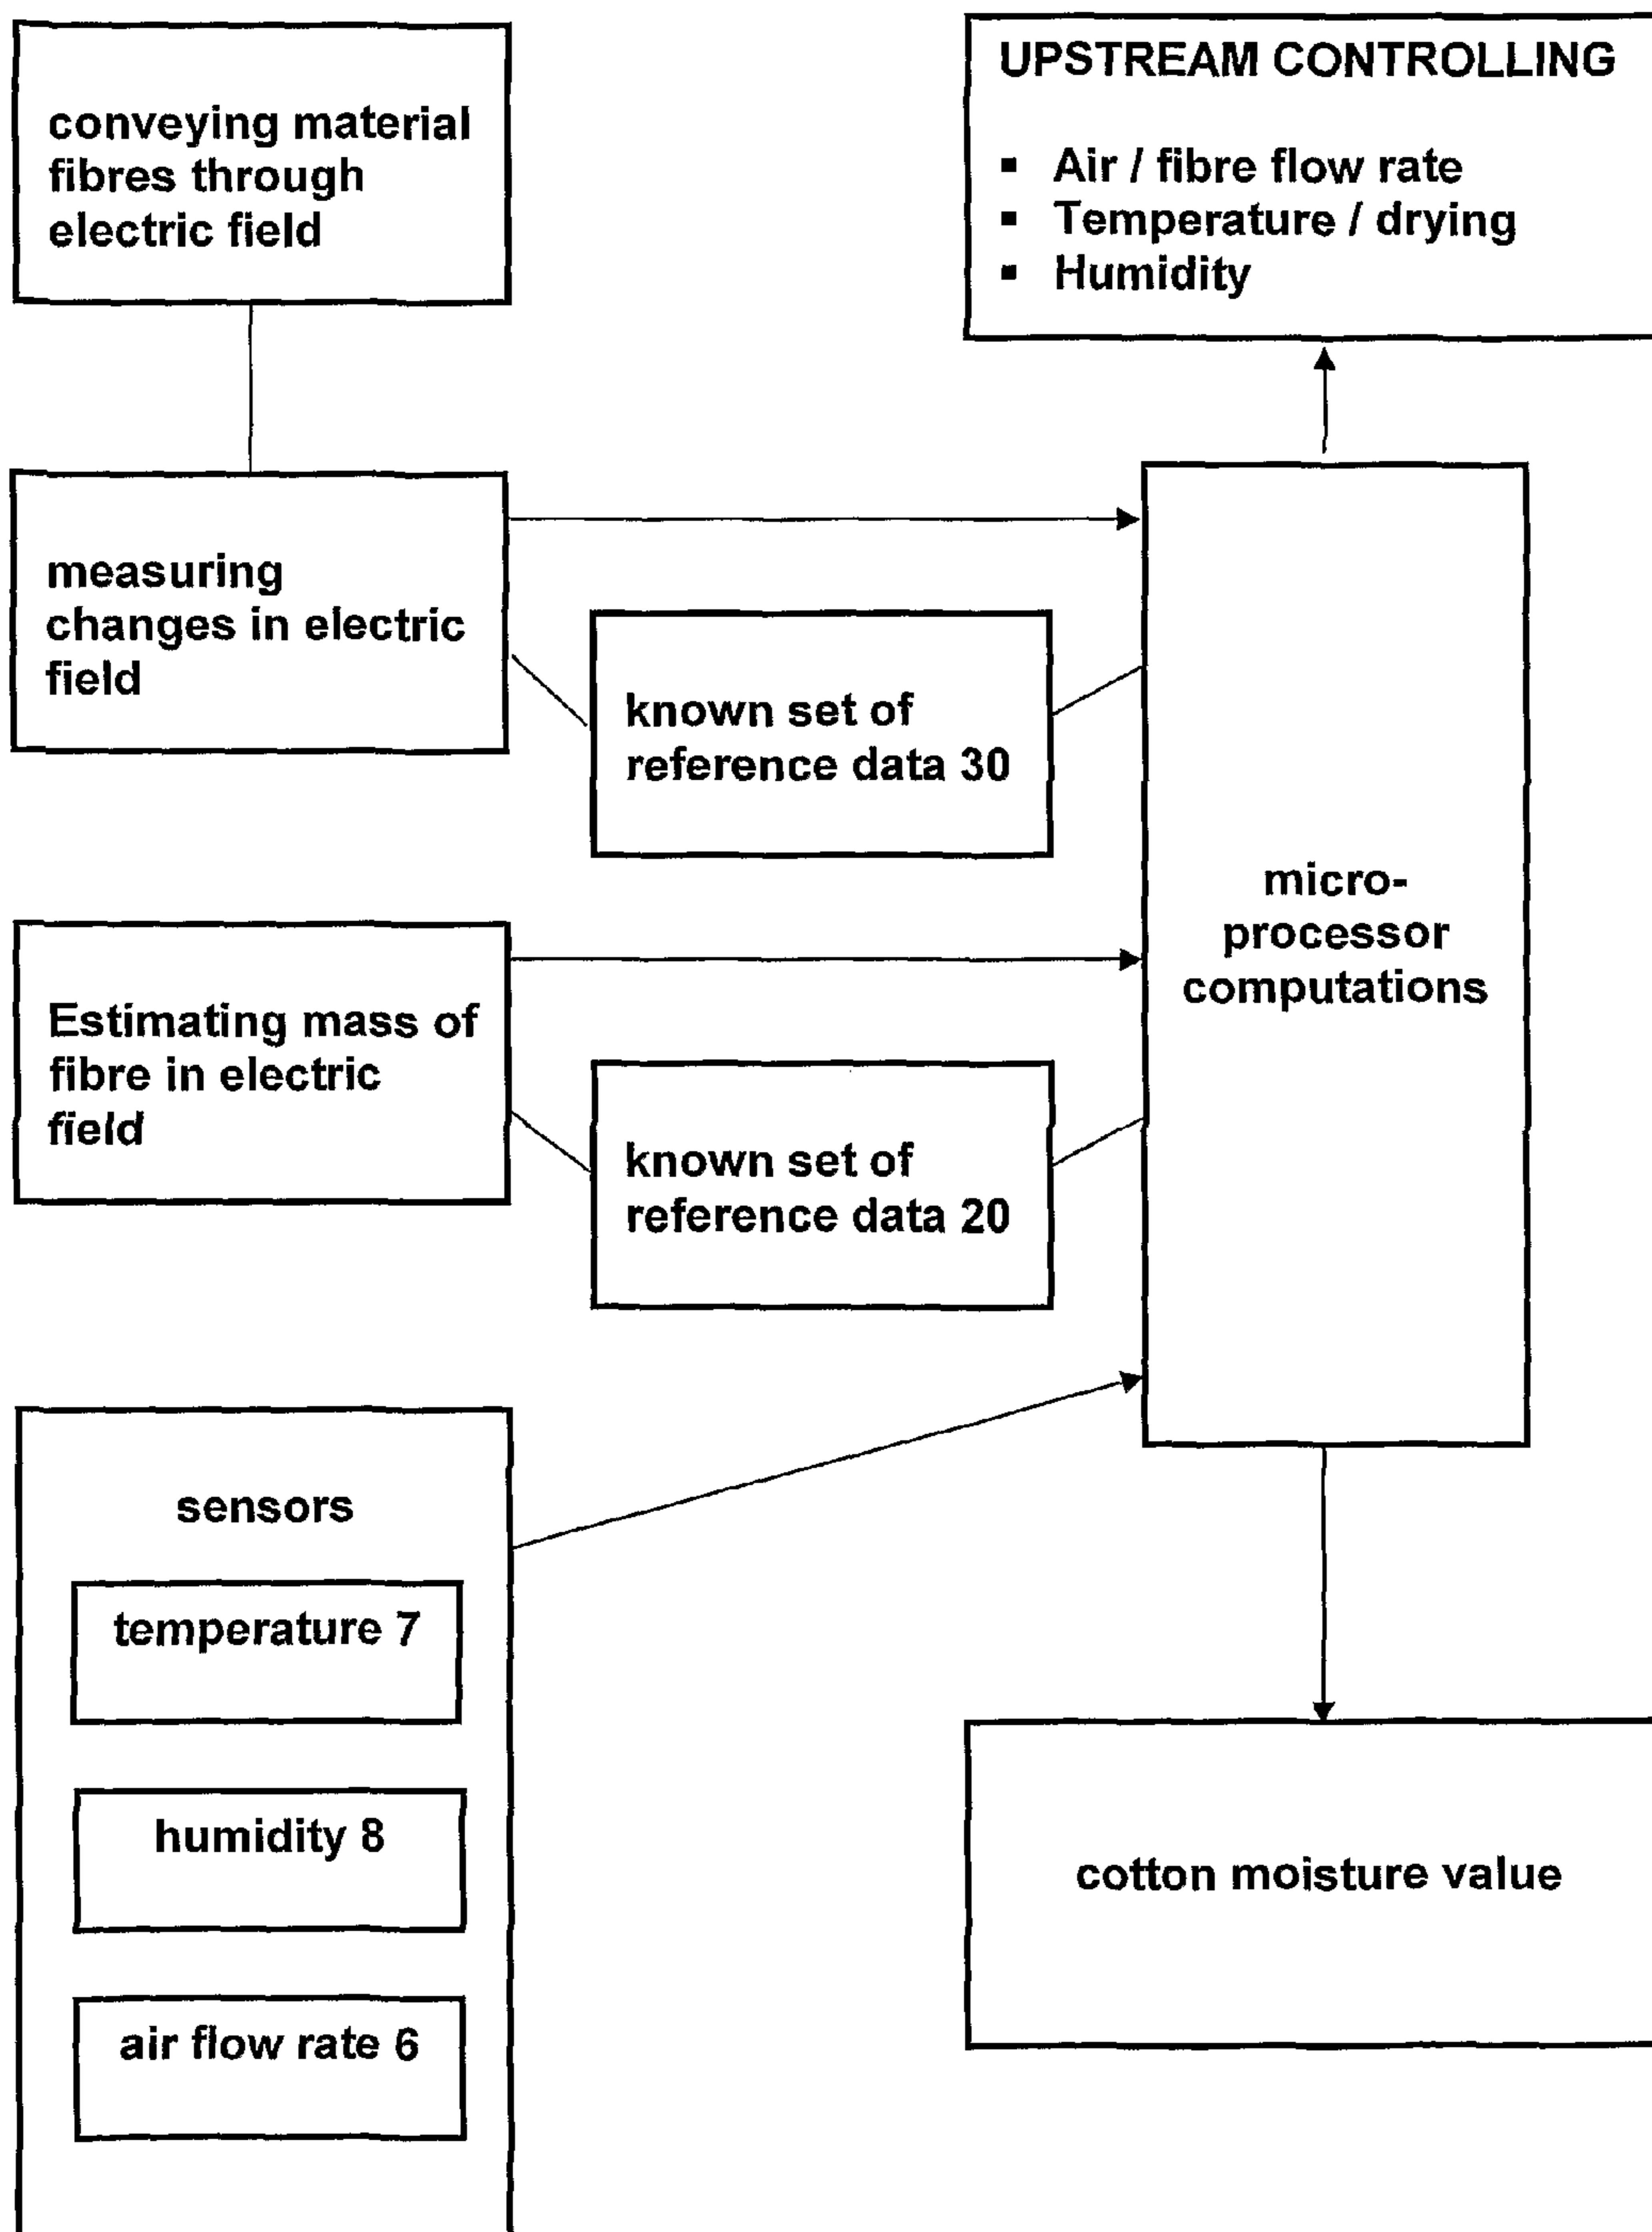 conveying material
fibres through
electric field
UPSTREAM CONTROLLING
▪ Air / fibre flow rate
▪ Temperature / drying
▪ Humidity
measuring
changes in electric
field
known set of
reference data 30
micro-
processor
computations
Estimating mass of
fibre in electric
field
known set of
reference data 20
sensors
temperature 7
humidity 8
air flow rate 6
cotton moisture value